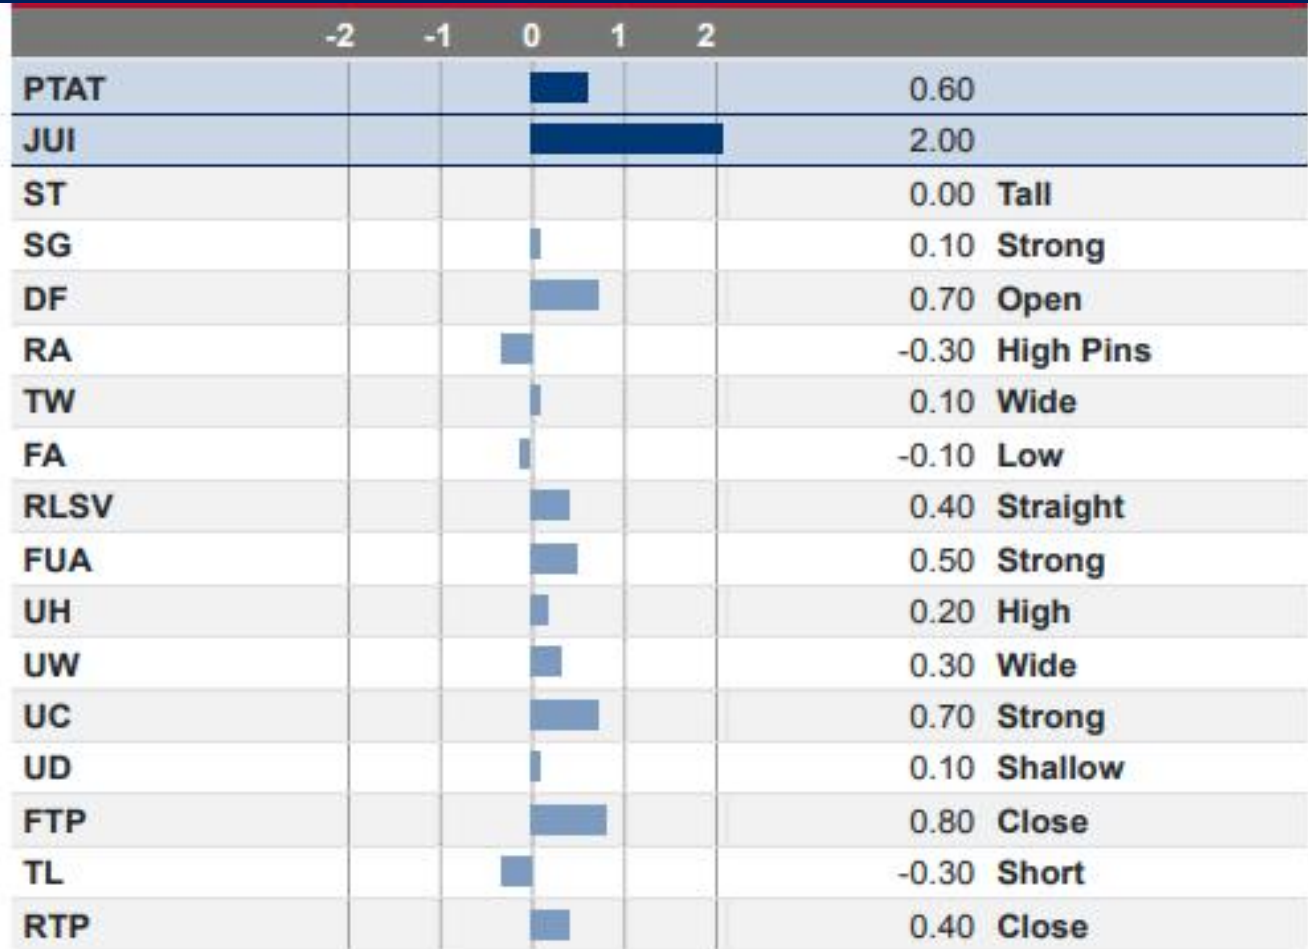 -2 -1 0 1 2
PTAT 0.60
JUI 2.00
ST 0.00 Tall
SG 0.10 Strong
DF 0.70 Open
RA -0.30 High Pins
TW 0.10 Wide
FA -0.10 Low
RLSV 0.40 Straight
FUA 0.50 Strong
UH 0.20 High
UW 0.30 Wide
UC 0.70 Strong
UD 0.10 Shallow
FTP 0.80 Close
TL -0.30 Short
RTP 0.40 Close